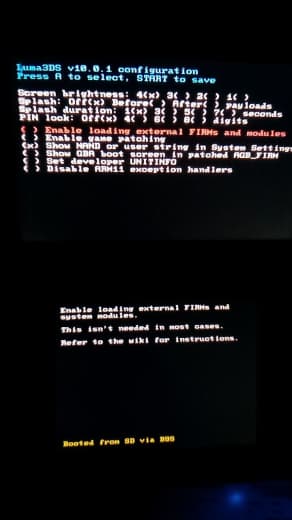 Luma3DS v10.0.1 configuration
Press A to select, START to save
Screen brightness: 4(x) 3( ) 2( ) 1( )
Splash: Off(x) Before( ) After( ) payloads
Splash duration: 1(x) 3( ) 5( ) 7( ) seconds
PIN lock: Off(x) 4( ) 6( ) 8( ) digits
( ) Enable loading external FIRMs and modules
( ) Enable game patching
(x) Show NAND or user string in System Settings
( ) Show GBA boot screen in patched AGB_FIRM
( ) Set developer UNITINFO
( ) Disable ARM11 exception handlers
Enable loading external FIRMs and
system modules.
This isn't needed in most cases.
Refer to the wiki for instructions.
Booted from SD via B9S